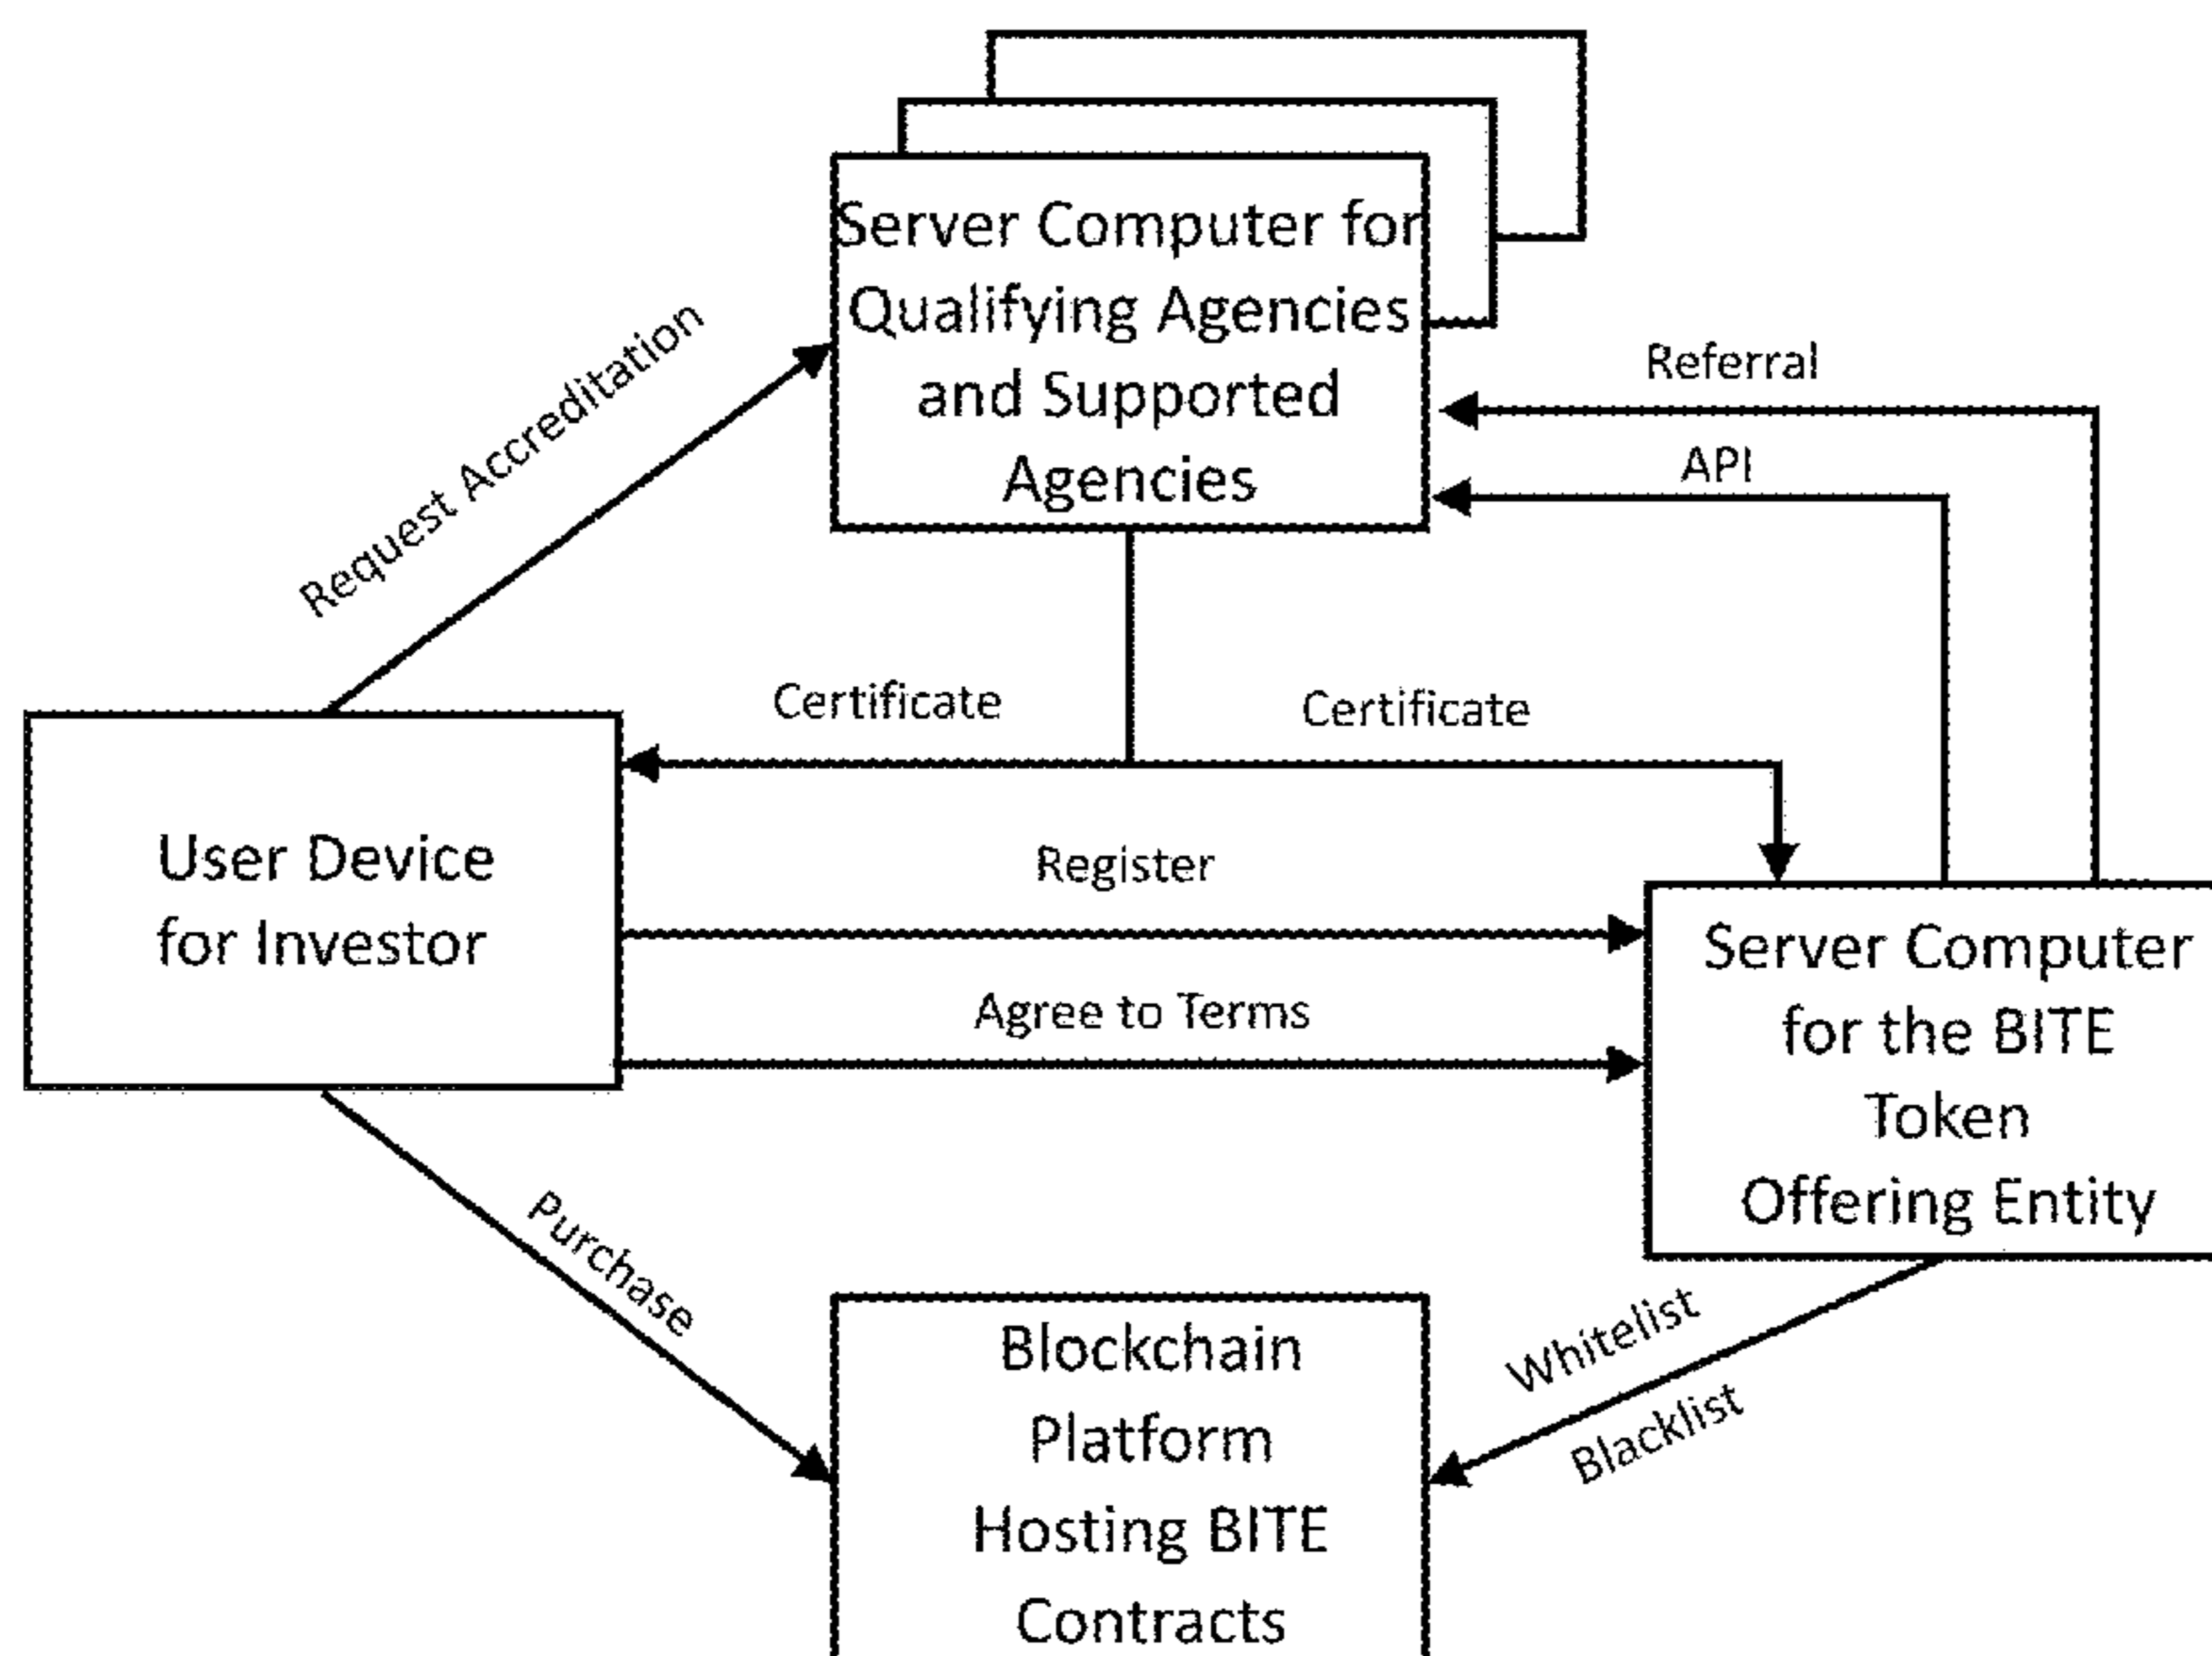 Server Computer for
Qualifying Agencies
and Supported
Agencies
Request Accreditation
Referral
API
Certificate
Certificate
User Device
for Investor
Register
Agree to Terms
Server Computer
for the BITE
Token
Offering Entity
Purchase
Whitelist
Blacklist
Blockchain
Platform
Hosting BITE
Contracts